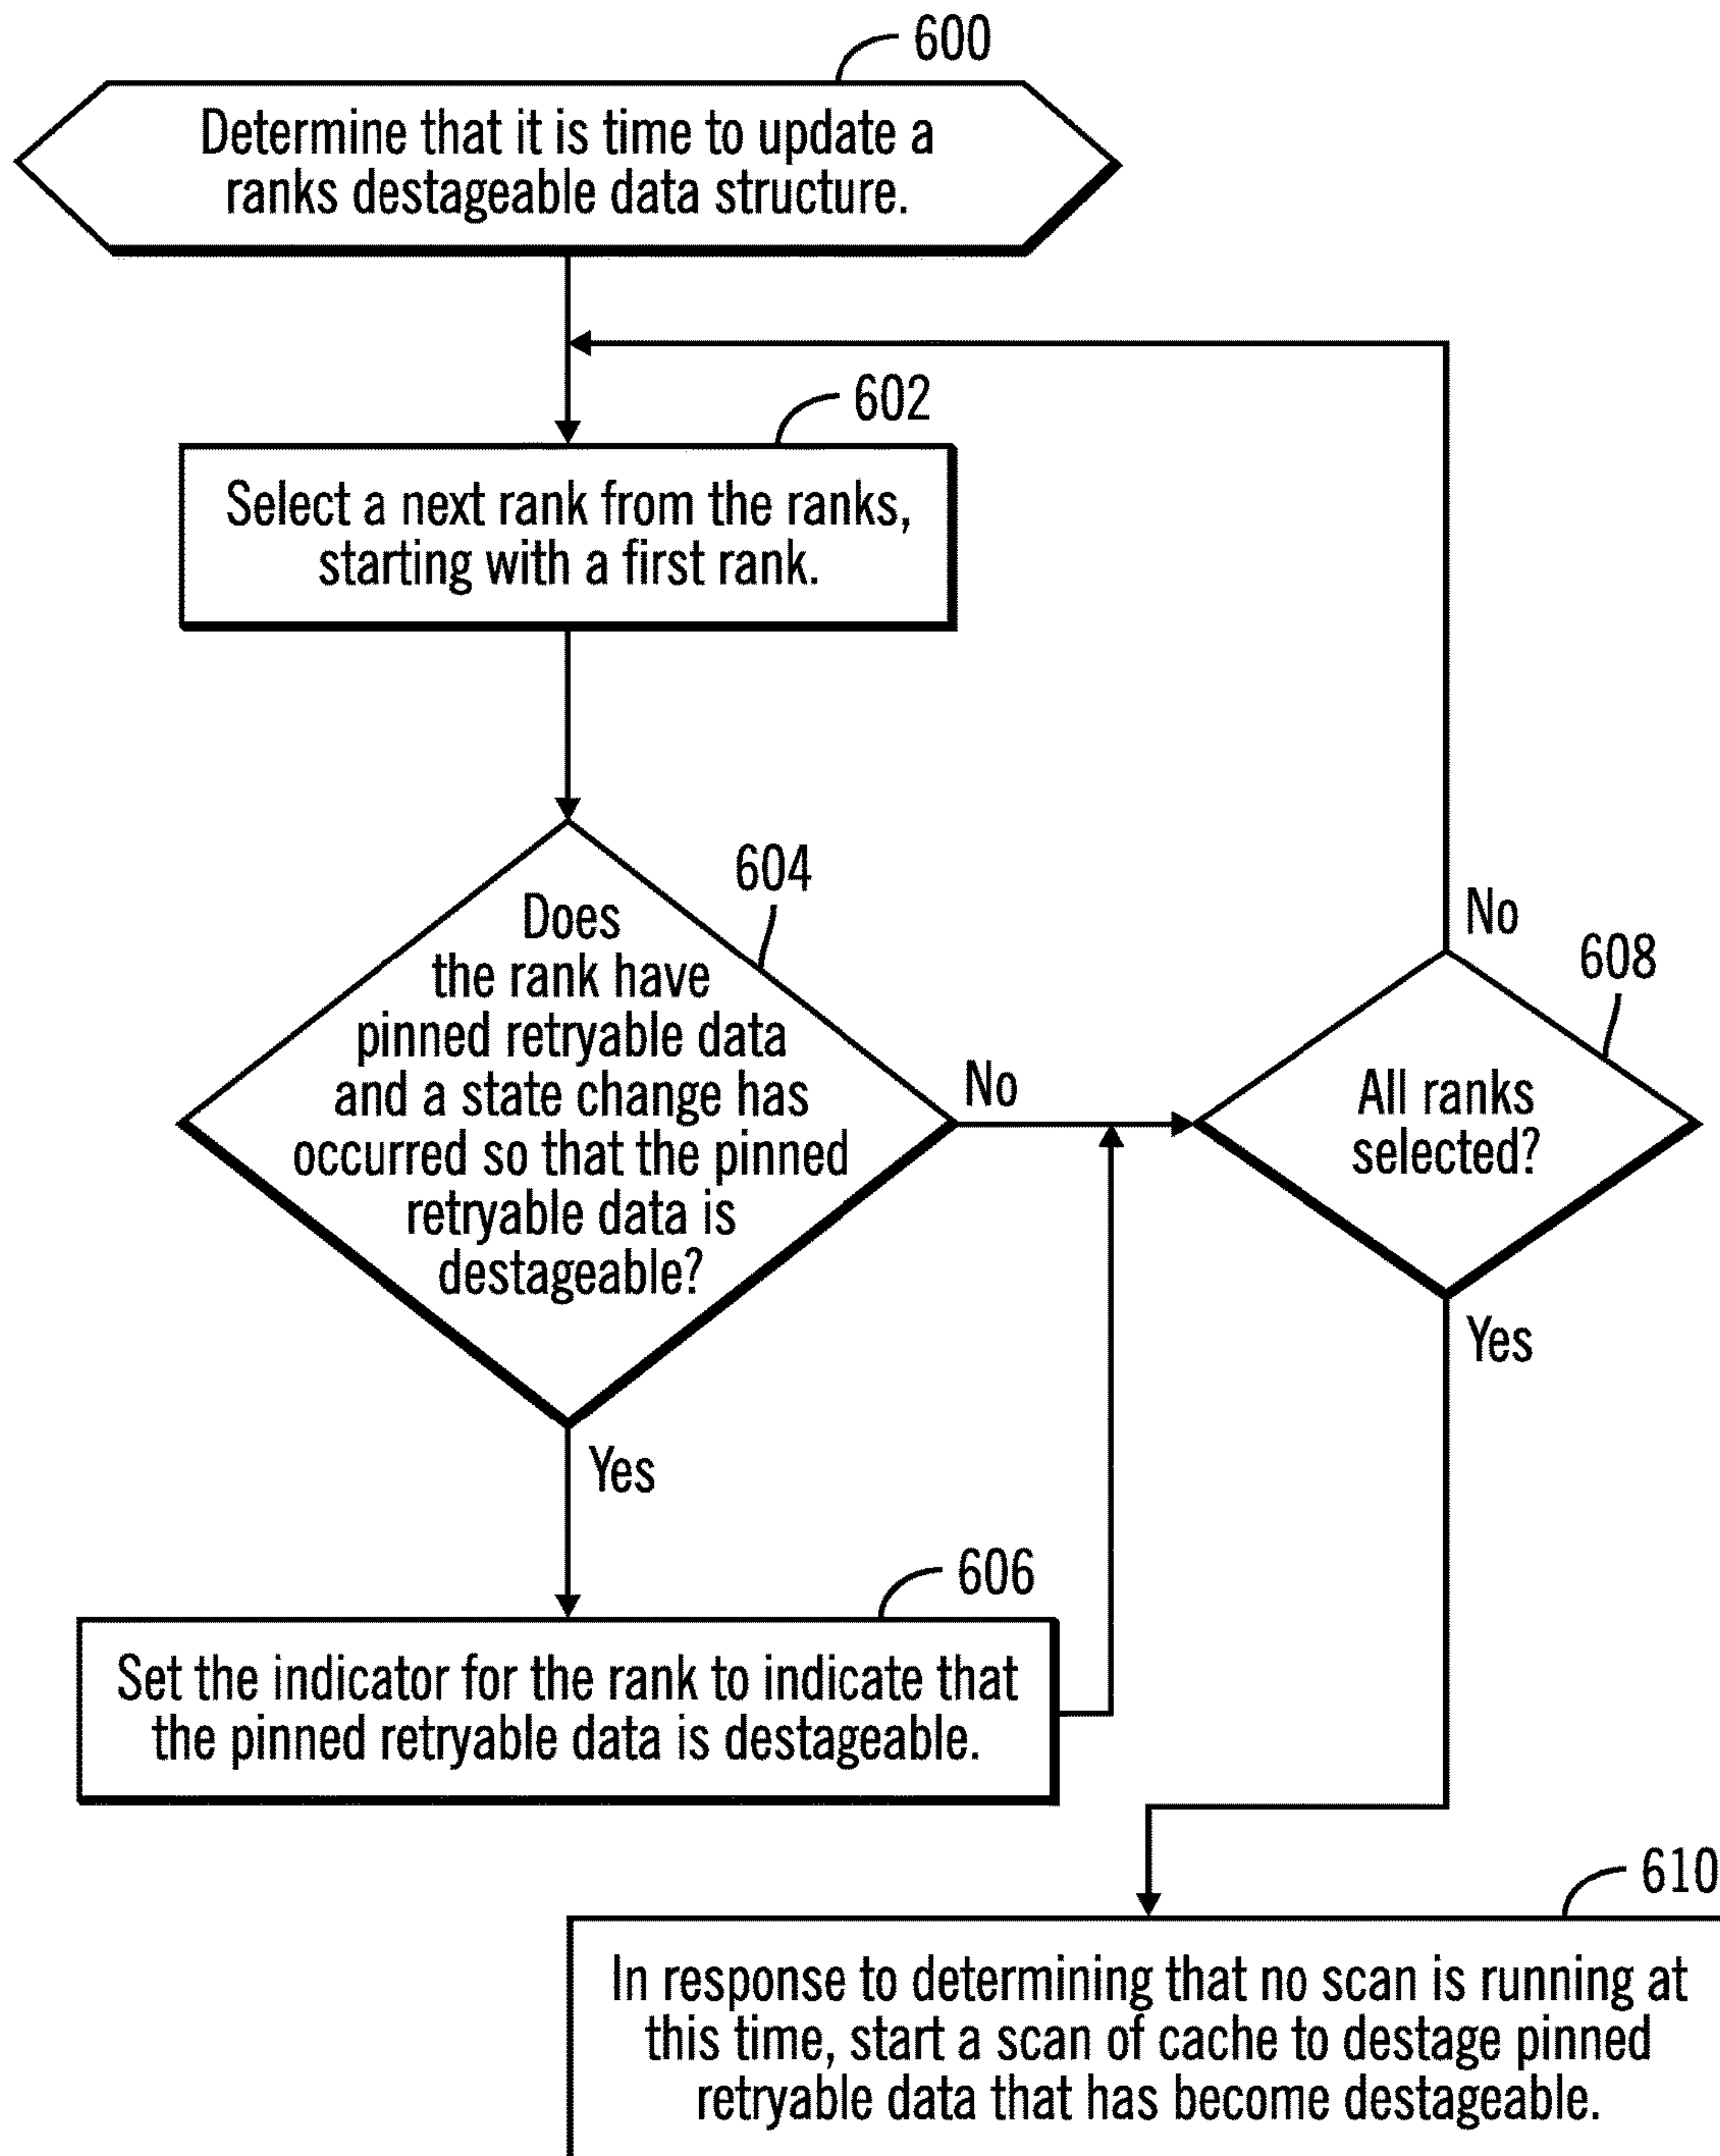 600
Determine that it is time to update a
ranks destageable data structure.
602
Select a next rank from the ranks,
starting with a first rank.
604
Does
the rank have
pinned retryable data
and a state change has
occurred so that the pinned
retryable data is
destageable?
No
Yes
606
Set the indicator for the rank to indicate that
the pinned retryable data is destageable.
608
All ranks
selected?
No
Yes
610
In response to determining that no scan is running at
this time, start a scan of cache to destage pinned
retryable data that has become destageable.